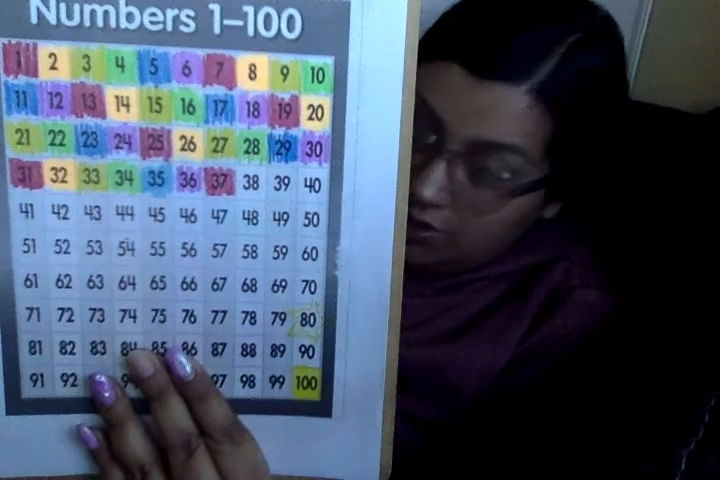 Numbers 1–100
1 2 3 4 5 6 7 8 9 10
11 12 13 14 15 16 17 18 19 20
21 22 23 24 25 26 27 28 29 30
31 32 33 34 35 36 37 38 39 40
41 42 43 44 45 46 47 48 49 50
51 52 53 54 55 56 57 58 59 60
61 62 63 64 65 66 67 68 69 70
71 72 73 74 75 76 77 78 79 80
81 82 83 84 85 86 87 88 89 90
91 92 97 98 99 100